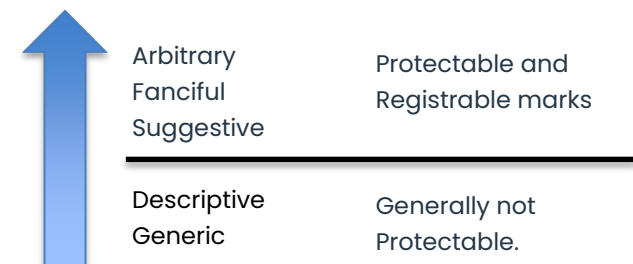 Arbitrary
Fanciful
Suggestive
Protectable and
Registrable marks
Descriptive
Generic
Generally not
Protectable.